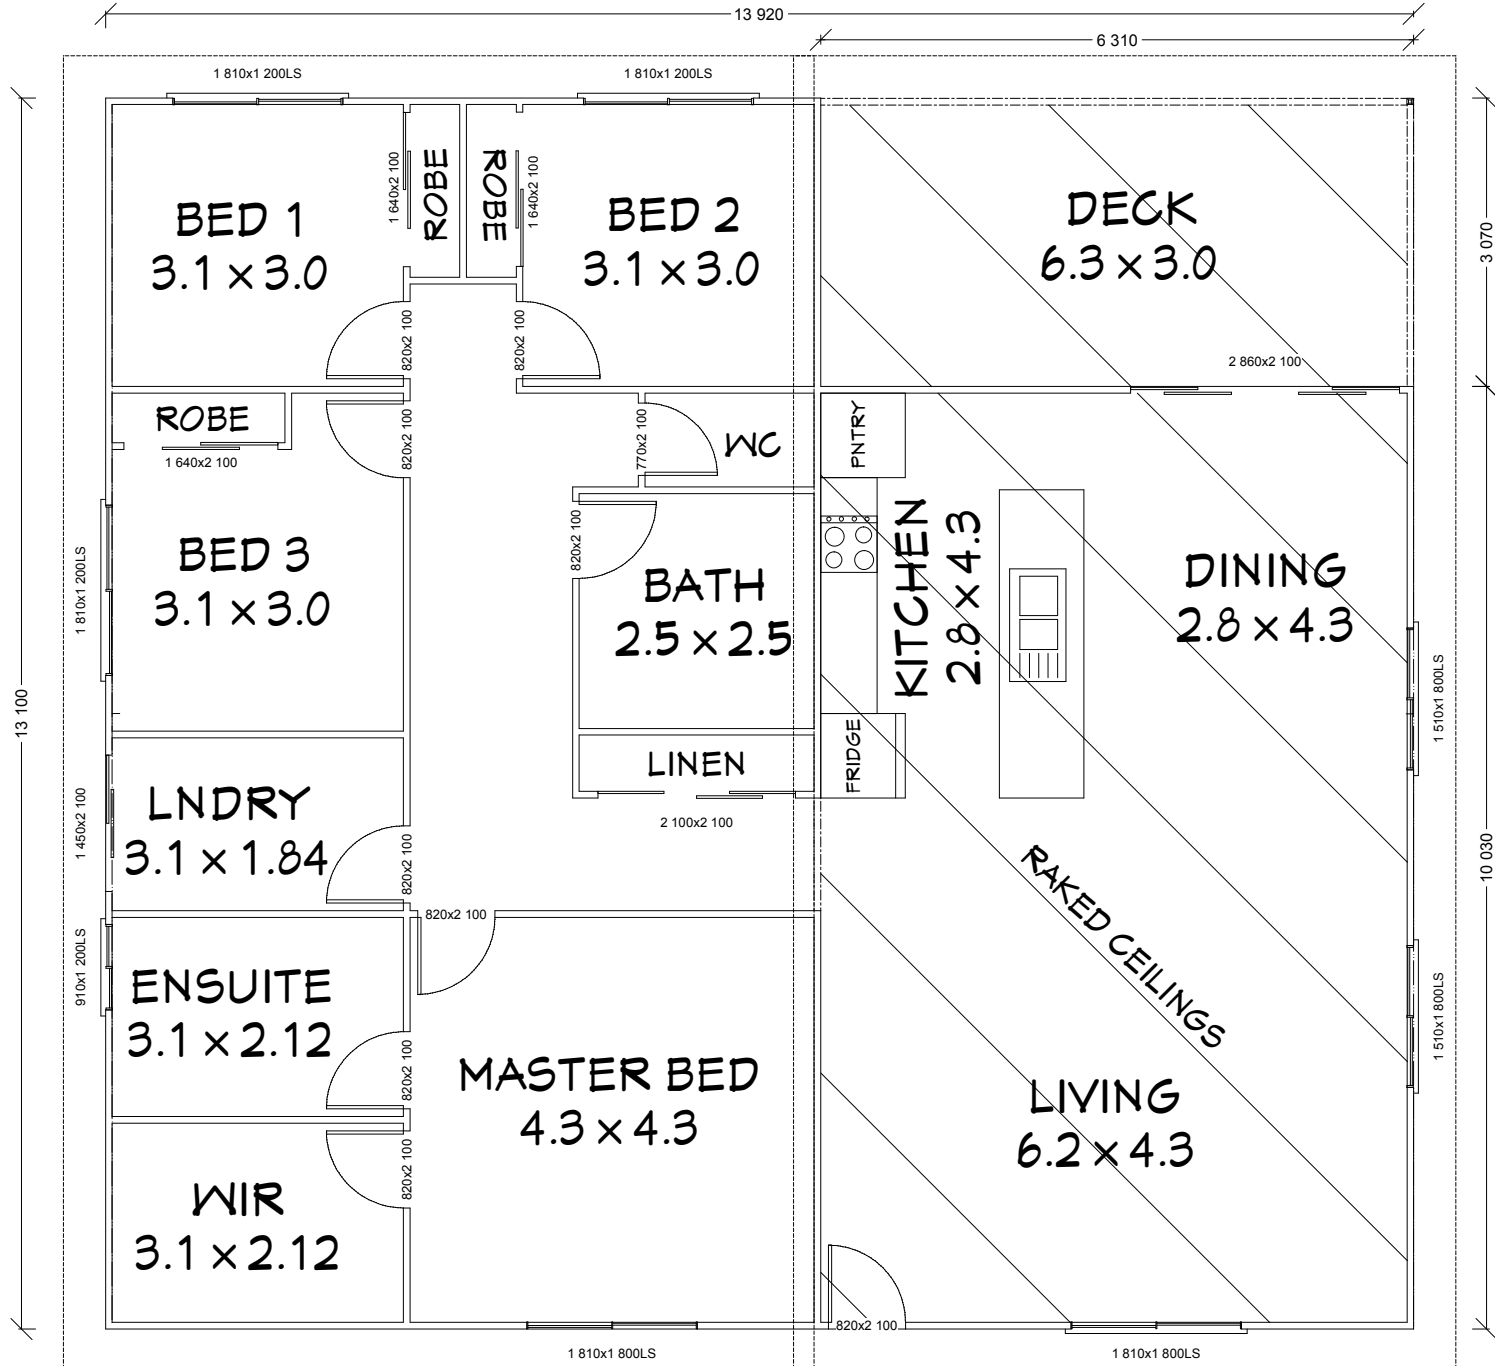 13 920
6 310
1 810x1 200LS
1 810x1 200LS
BED 1
3.1 x 3.0
1 640x2 100
ROBE
ROBE
1 640x2 100
BED 2
3.1 x 3.0
DECK
6.3 x 3.0
3 070
820x2 100
820x2 100
2 860x2 100
ROBE
1 640x2 100
820x2 100
770x2 100
WC
PNTRY
BED 3
3.1 x 3.0
1 810x1 200LS
820x2 100
BATH
2.5 x 2.5
KITCHEN
2.8 x 4.3
DINING
2.8 x 4.3
1 510x1 800LS
13 100
LINEN
2 100x2 100
FRIDGE
LNDRY
3.1 x 1.84
1 450x2 100
820x2 100
10 030
RAKED CEILINGS
820x2 100
ENSUITE
3.1 x 2.12
910x1 200LS
820x2 100
MASTER BED
4.3 x 4.3
LIVING
6.2 x 4.3
1 510x1 800LS
WIR
3.1 x 2.12
820x2 100
820x2 100
1 810x1 800LS
1 810x1 800LS